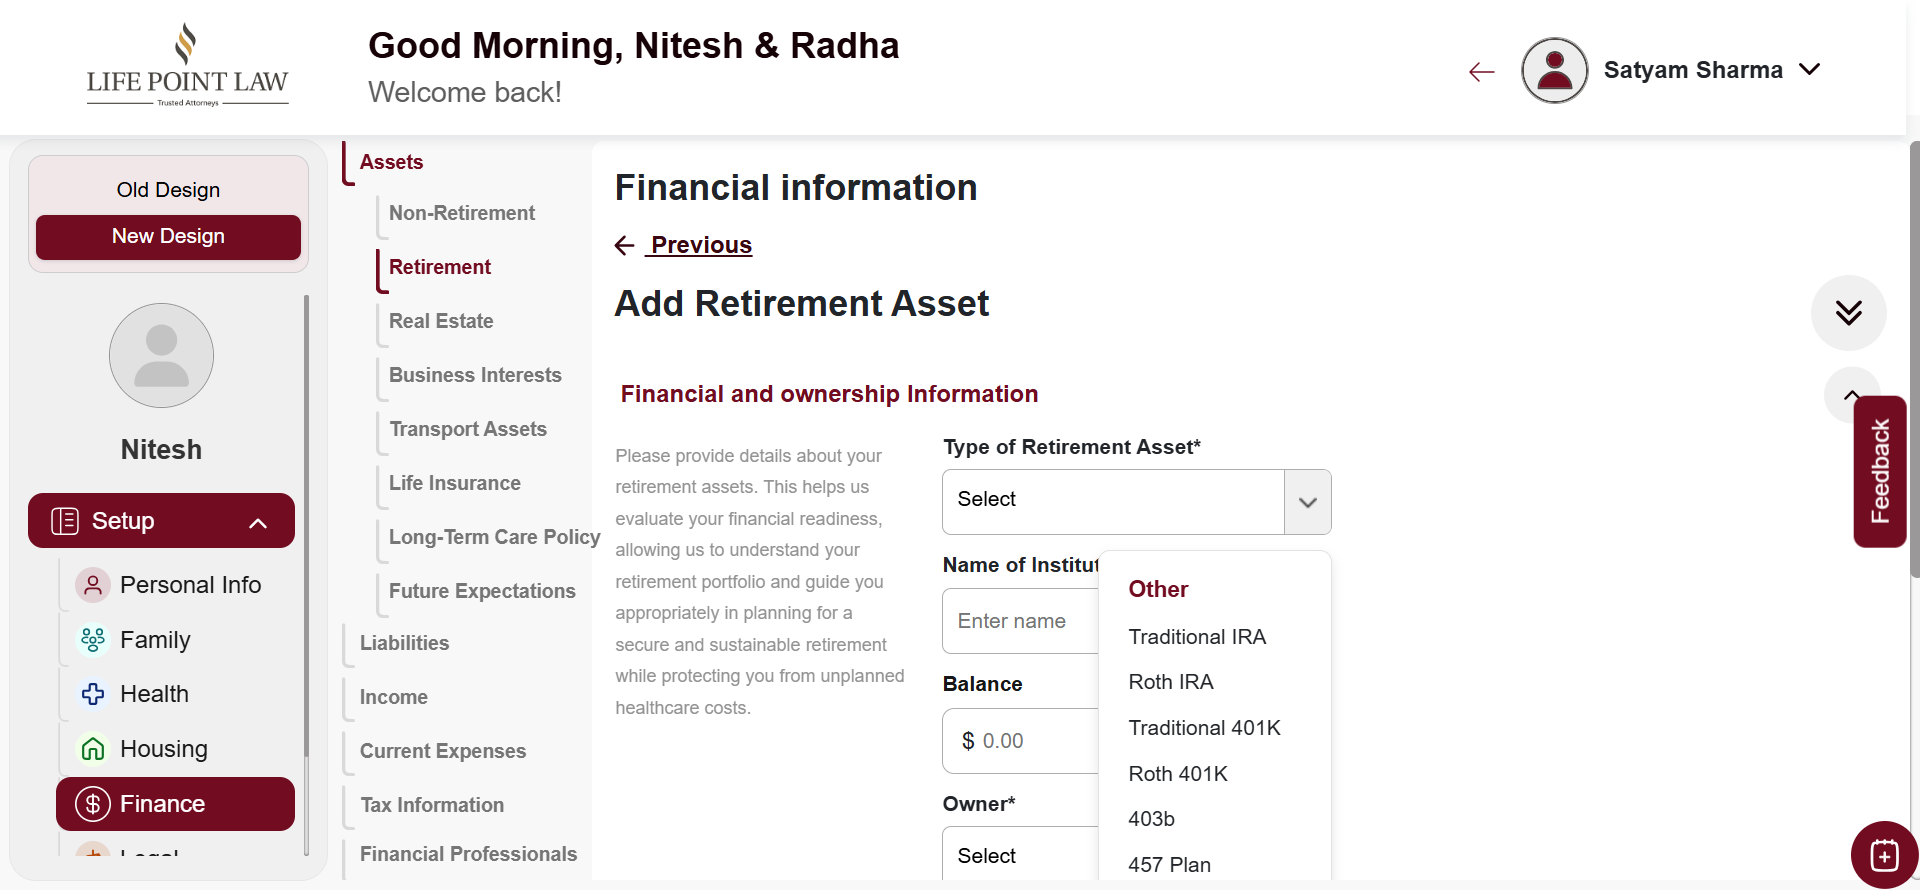 LIFE POINT LAW
Trusted Attorneys
Good Morning, Nitesh & Radha
Welcome back!
Satyam Sharma
Old Design
New Design
Nitesh
Setup
Personal Info
Family
Health
Housing
Finance
Assets
Non-Retirement
Retirement
Real Estate
Business Interests
Transport Assets
Life Insurance
Long-Term Care Policy
Future Expectations
Liabilities
Income
Current Expenses
Tax Information
Financial Professionals
Financial information
Previous
Add Retirement Asset
Financial and ownership Information
Please provide details about your
retirement assets. This helps us
evaluate your financial readiness,
allowing us to understand your
retirement portfolio and guide you
appropriately in planning for a
secure and sustainable retirement
while protecting you from unplanned
healthcare costs.
Type of Retirement Asset*
Select
Name of Institut
Enter name
Balance
$ 0.00
Owner*
Select
Other
Traditional IRA
Roth IRA
Traditional 401K
Roth 401K
403b
457 Plan
Feedback